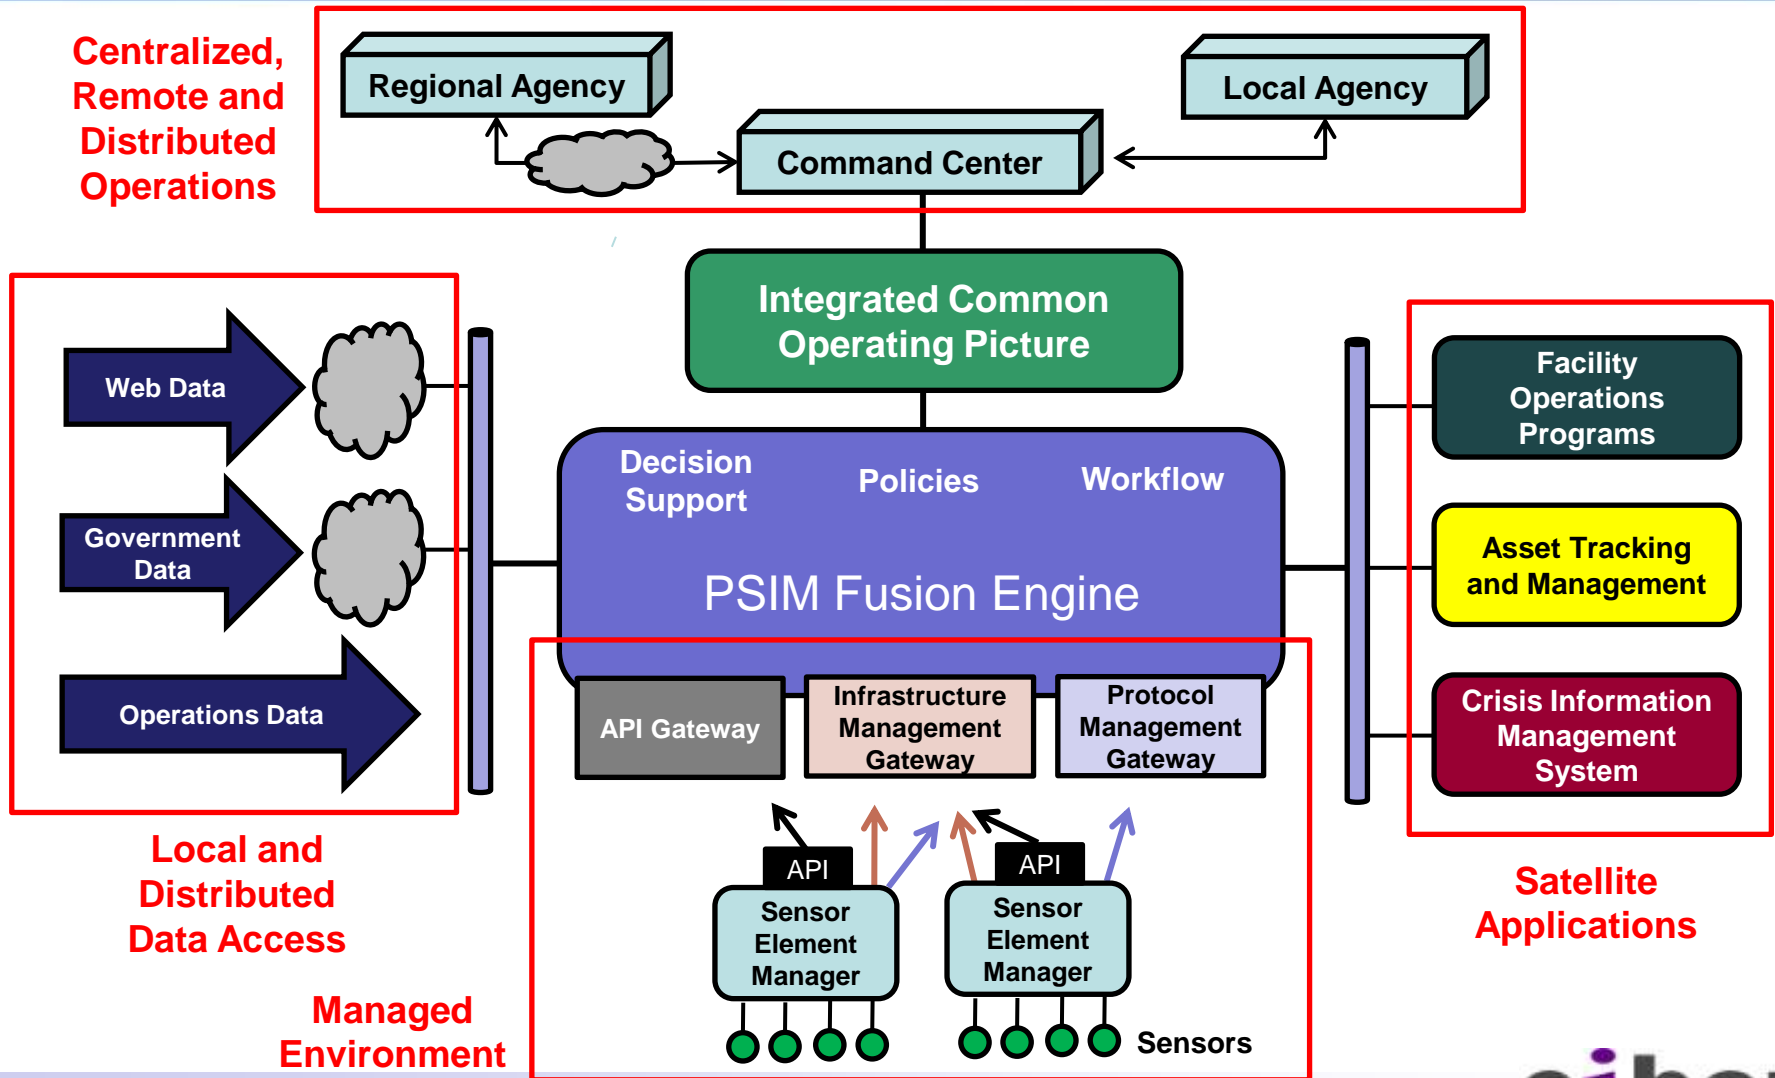 Centralized,
Remote and
Distributed
Operations
Regional Agency
Local Agency
Command Center
Integrated Common
Operating Picture
Web Data
Government
Data
Operations Data
Local and
Distributed
Data Access
Decision
Support
Policies
Workflow
PSIM Fusion Engine
API Gateway
Infrastructure
Management
Gateway
Protocol
Management
Gateway
API
API
Sensor
Element
Manager
Sensor
Element
Manager
Sensors
Managed
Environment
Facility
Operations
Programs
Asset Tracking
and Management
Crisis Information
Management
System
Satellite
Applications